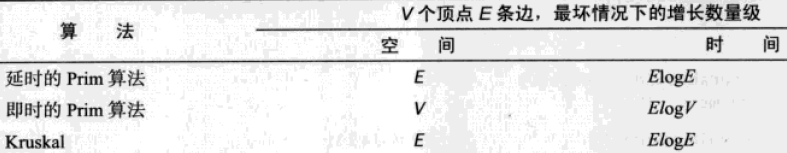 算 法 V 个顶点 E 条边，最坏情况下的增长数量级
空 间 时 间
延时的 Prim 算法 E ElogE
即时的 Prim 算法 V ElogV
Kruskal E ElogE